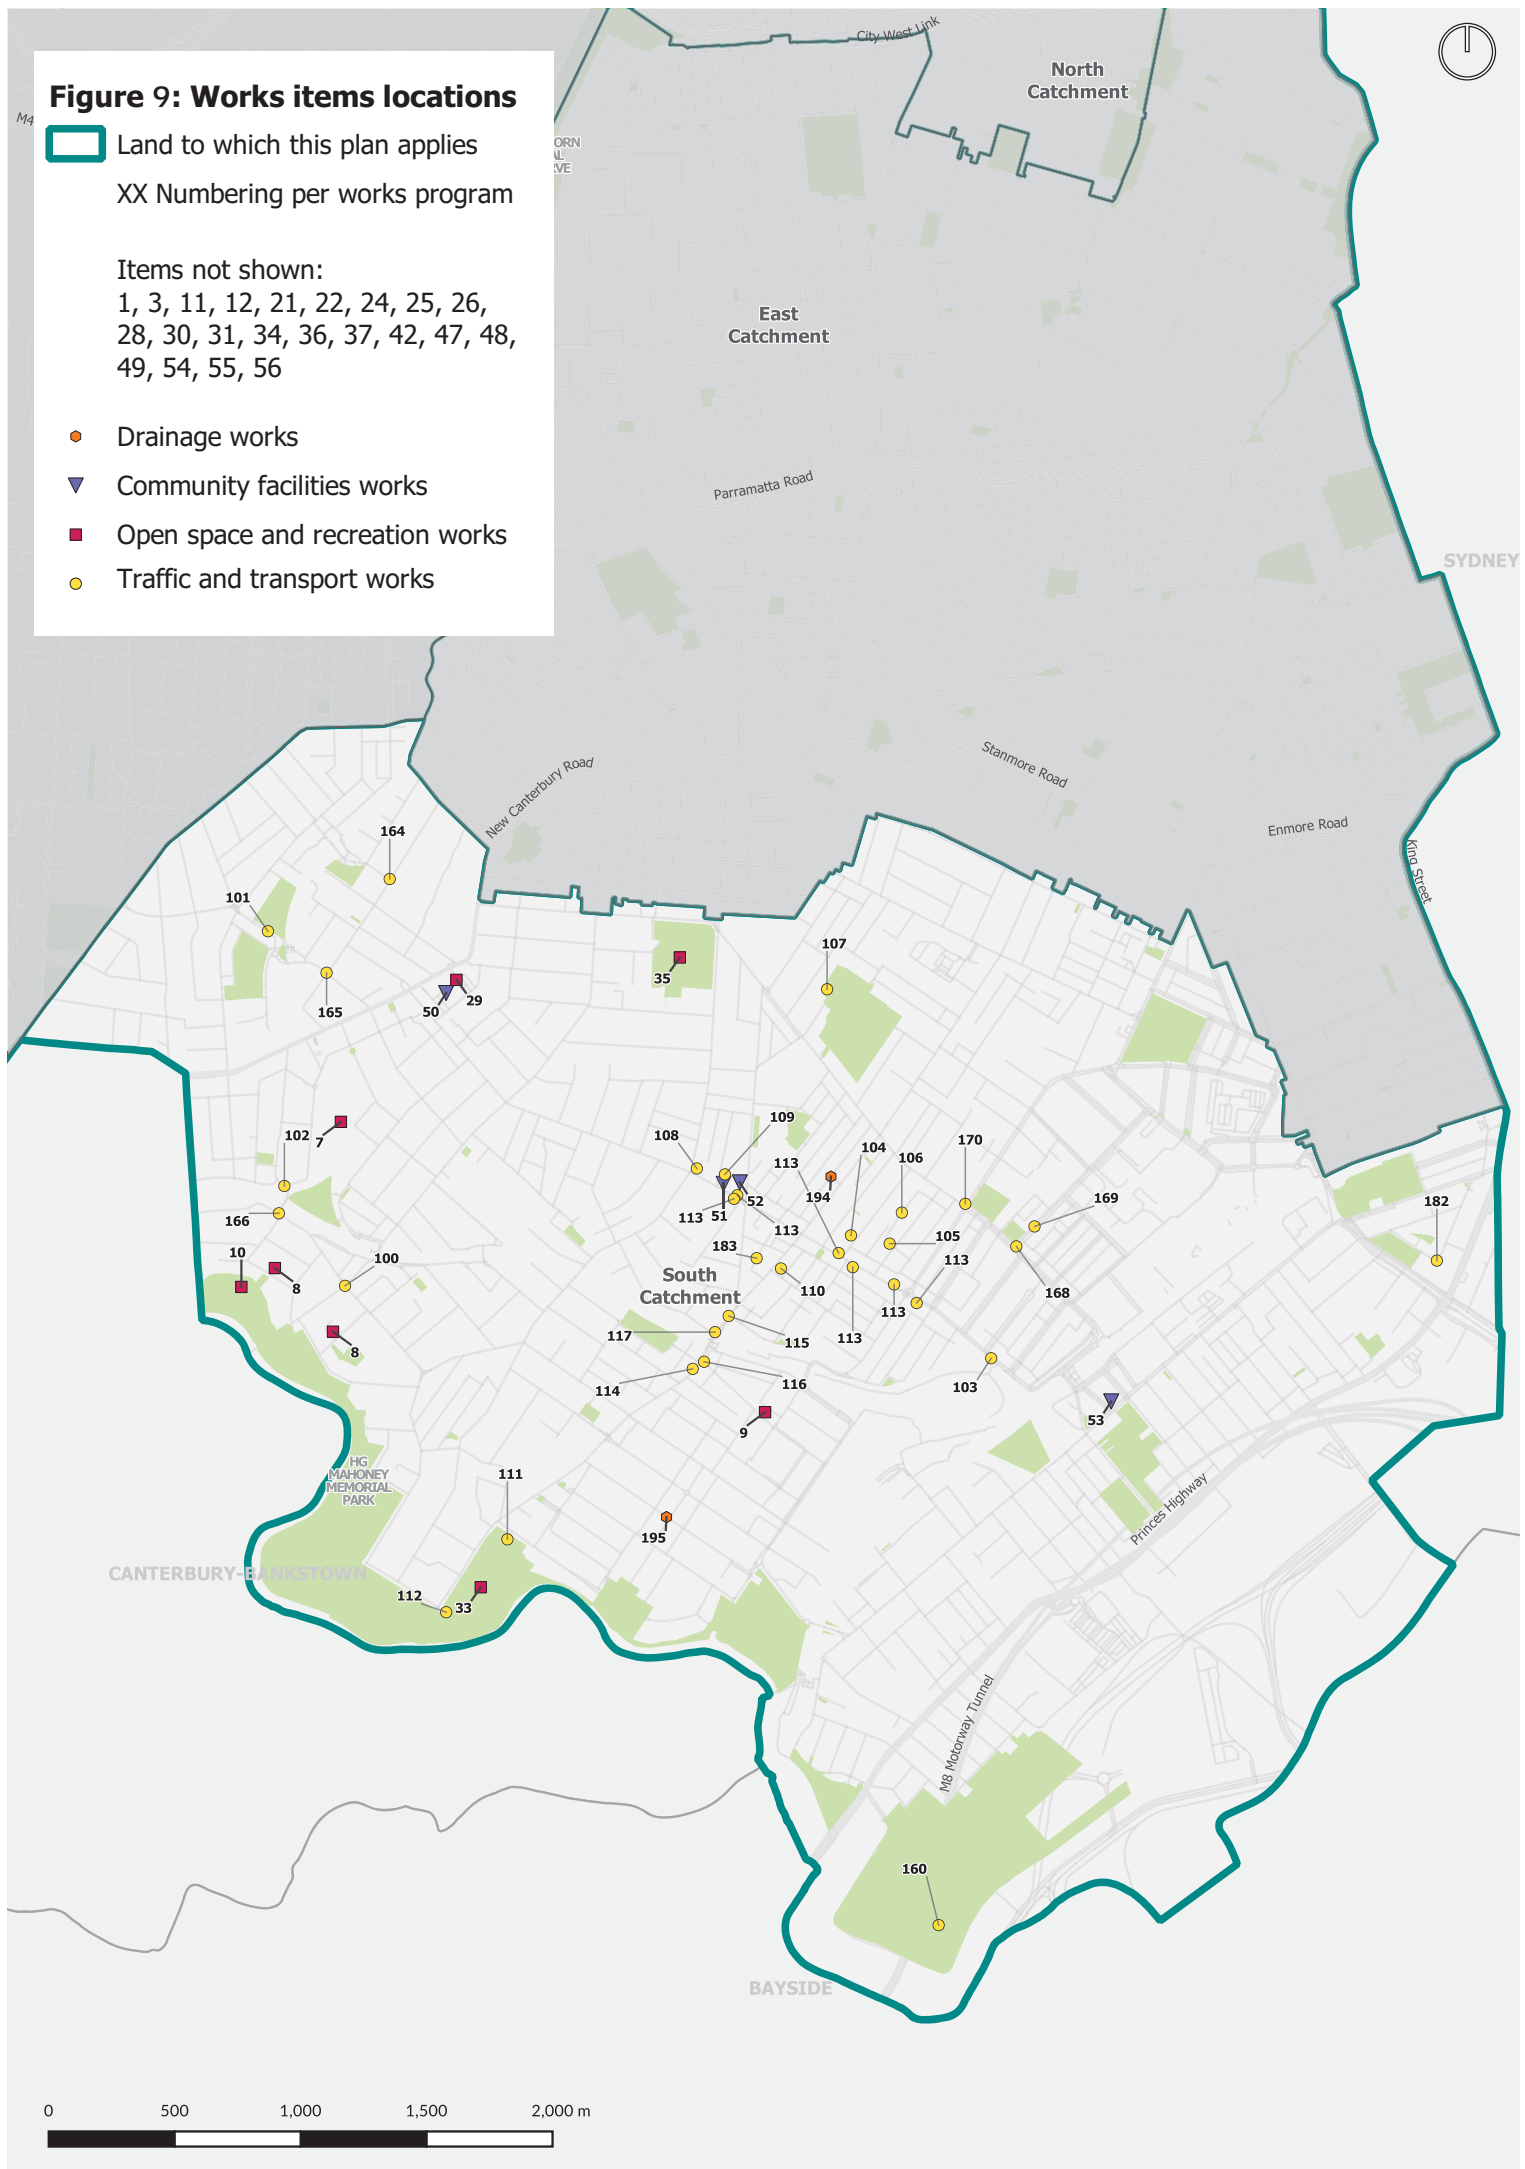 City West Link
North
Catchment
Figure 9: Works items locations
M4
Land to which this plan applies
XX Numbering per works program
ORN
AL
RVE
Items not shown:
1, 3, 11, 12, 21, 22, 24, 25, 26,
28, 30, 31, 34, 36, 37, 42, 47, 48,
49, 54, 55, 56
East
Catchment
Drainage works
Community facilities works
Open space and recreation works
Traffic and transport works
Parramatta Road
SYDNEY
New Canterbury Road
Stanmore Road
Enmore Road
King Street
164
101
107
35
165
50
29
109
108
102
7
113
104
106
170
194
169
182
166
113
51
52
113
105
183
10
100
8
110
113
168
South
Catchment
113
113
117
115
8
114
116
103
9
53
HG
MAHONEY
MEMORIAL
PARK
111
Princes Highway
195
CANTERBURY-BANKSTOWN
112
33
M8 Motorway Tunnel
160
BAYSIDE
0
500
1,000
1,500
2,000 m